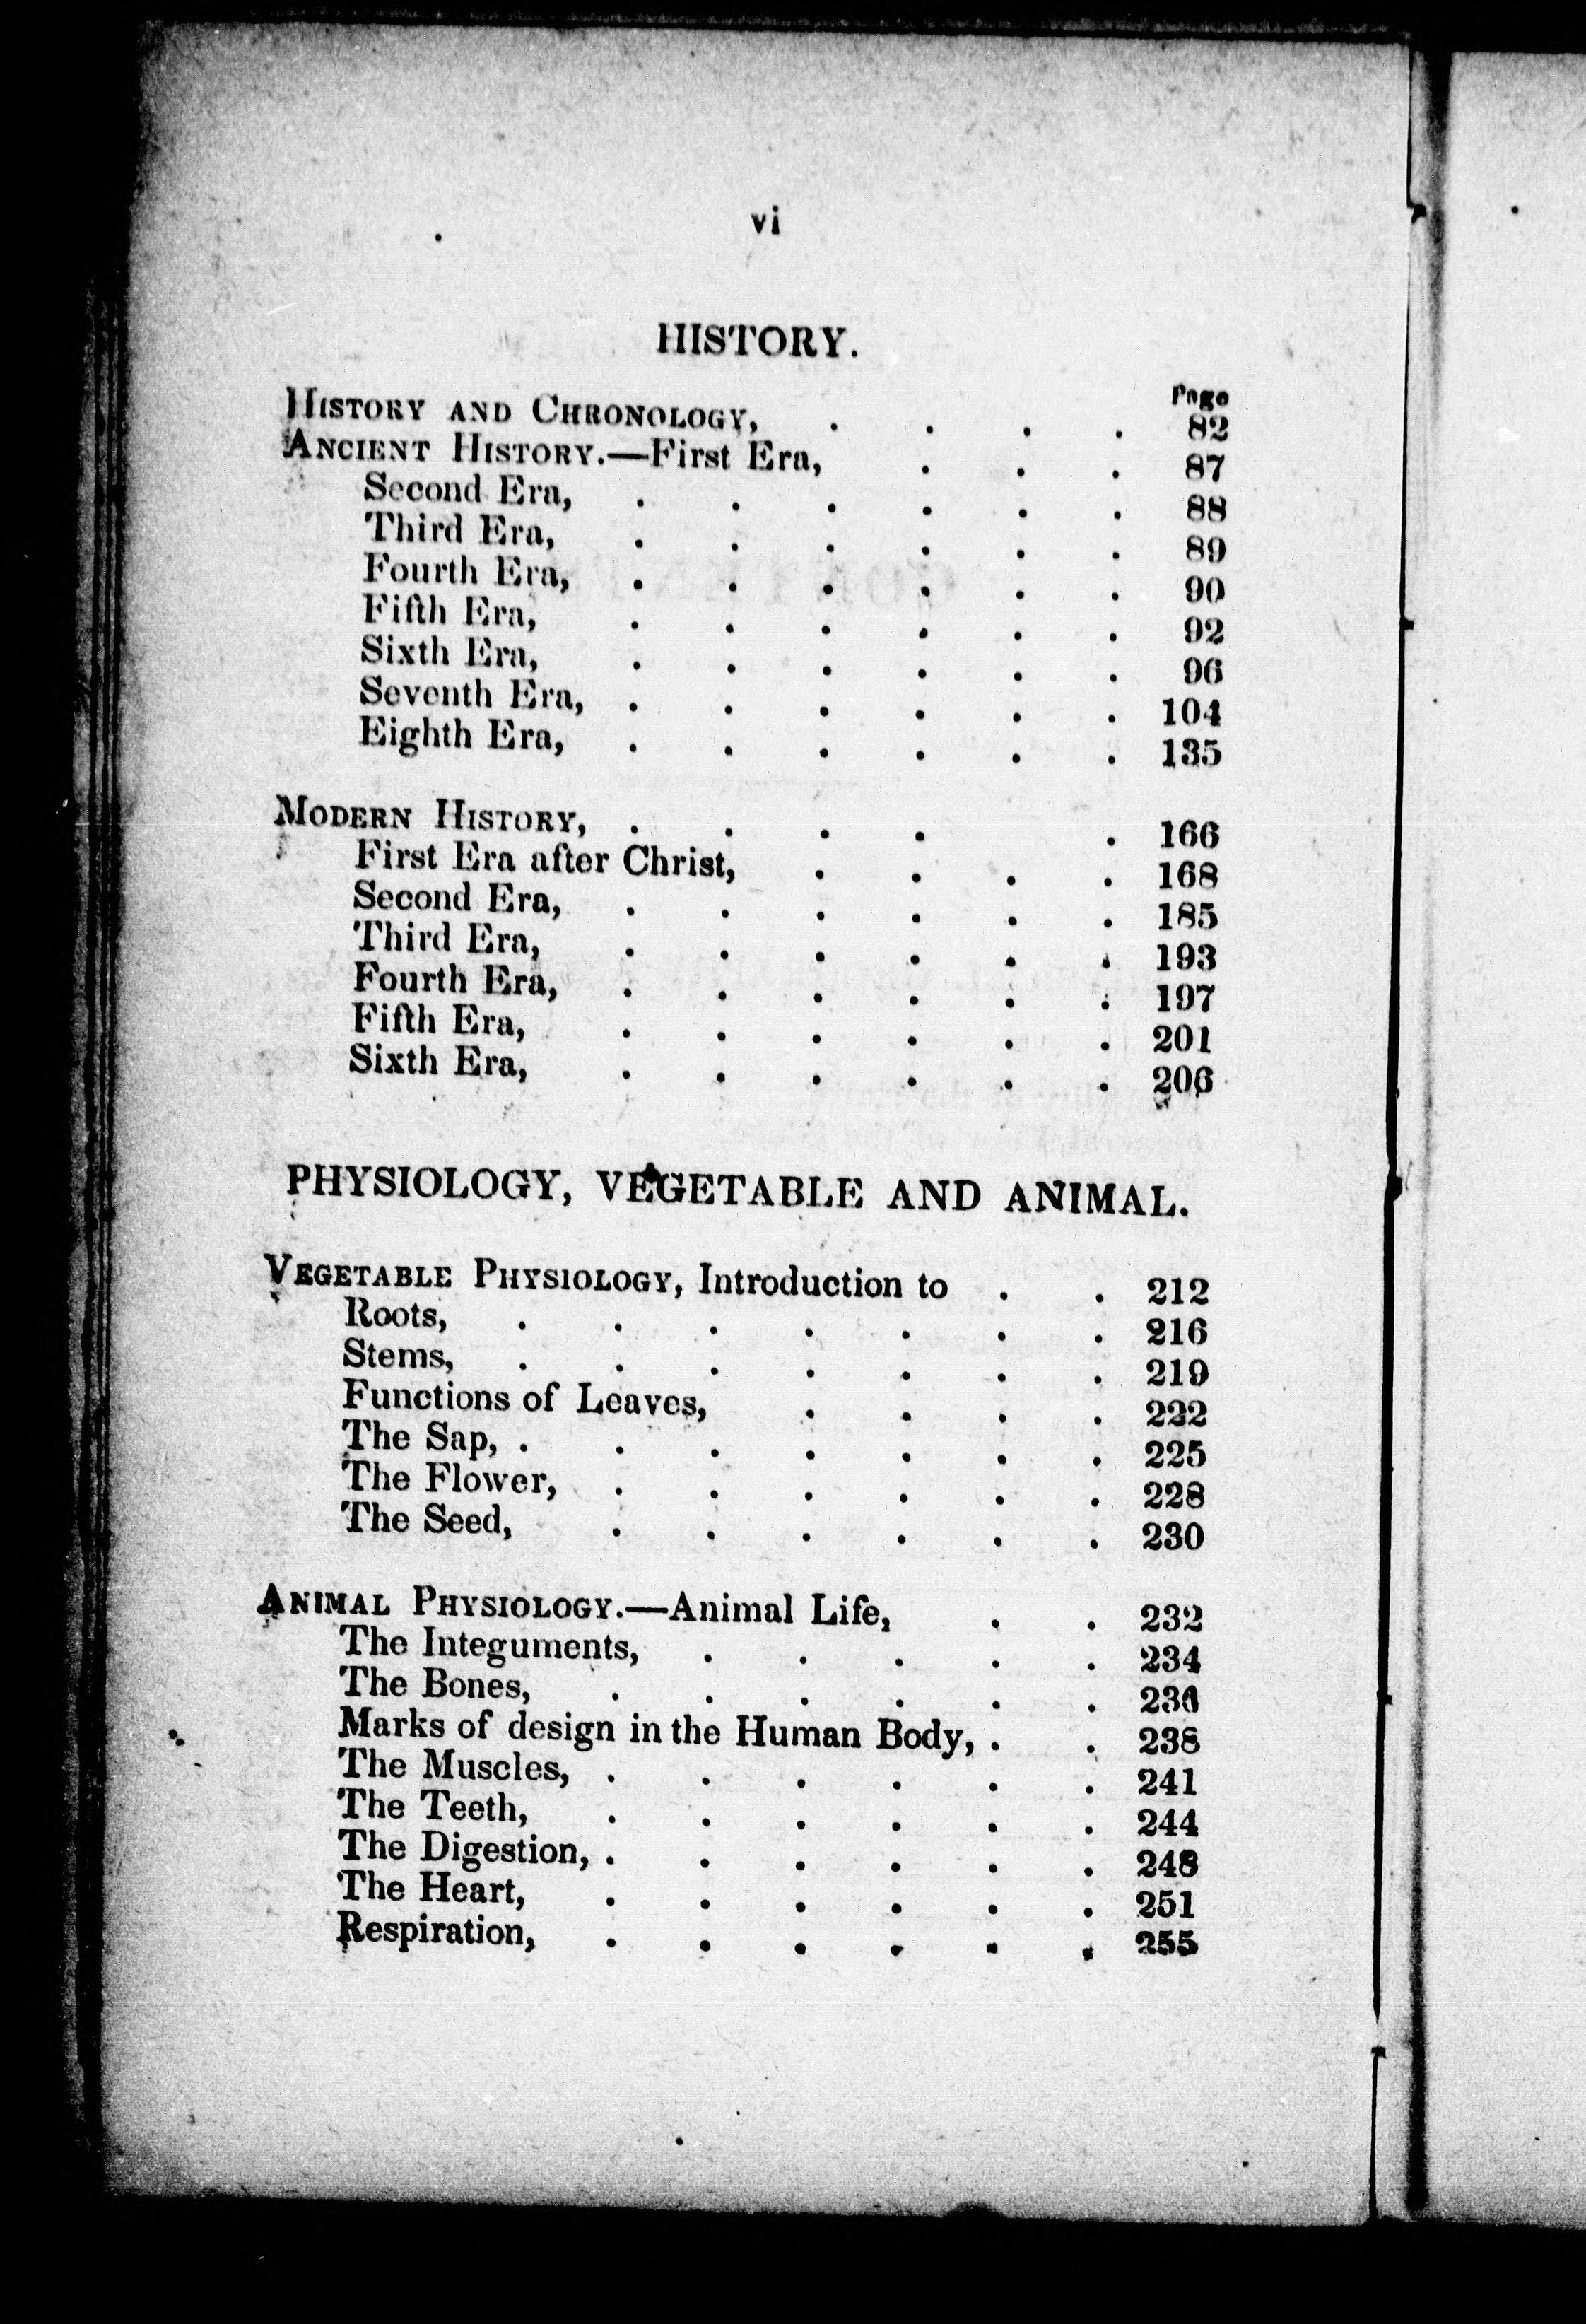 vi
HISTORY.
Page
HISTORY AND CHRONOLOGY, . . . . 82
ANCIENT HISTORY.—First Era, . . . 87
Second Era, . . . . . . 88
Third Era, . . . . . . 89
Fourth Era, . . . . . . 90
Fifth Era, . . . . . . 92
Sixth Era, . . . . . . 96
Seventh Era, . . . . . . 104
Eighth Era, . . . . . . 135
MODERN HISTORY, . . . . . 166
First Era after Christ, . . . . 168
Second Era, . . . . . . 185
Third Era, . . . . . . 193
Fourth Era, . . . . . . 197
Fifth Era, . . . . . . 201
Sixth Era, . . . . . . 206
PHYSIOLOGY, VEGETABLE AND ANIMAL.
VEGETABLE PHYSIOLOGY, Introduction to . . 212
Roots, . . . . . . . 216
Stems, . . . . . . . 219
Functions of Leaves, . . . . 222
The Sap, . . . . . . . 225
The Flower, . . . . . . 228
The Seed, . . . . . . 230
ANIMAL PHYSIOLOGY.—Animal Life, . . 232
The Integuments, . . . . . 234
The Bones, . . . . . . 236
Marks of design in the Human Body, . . 238
The Muscles, . . . . . . 241
The Teeth, . . . . . . 244
The Digestion, . . . . . . 248
The Heart, . . . . . . 251
Respiration, . . . . . . 255